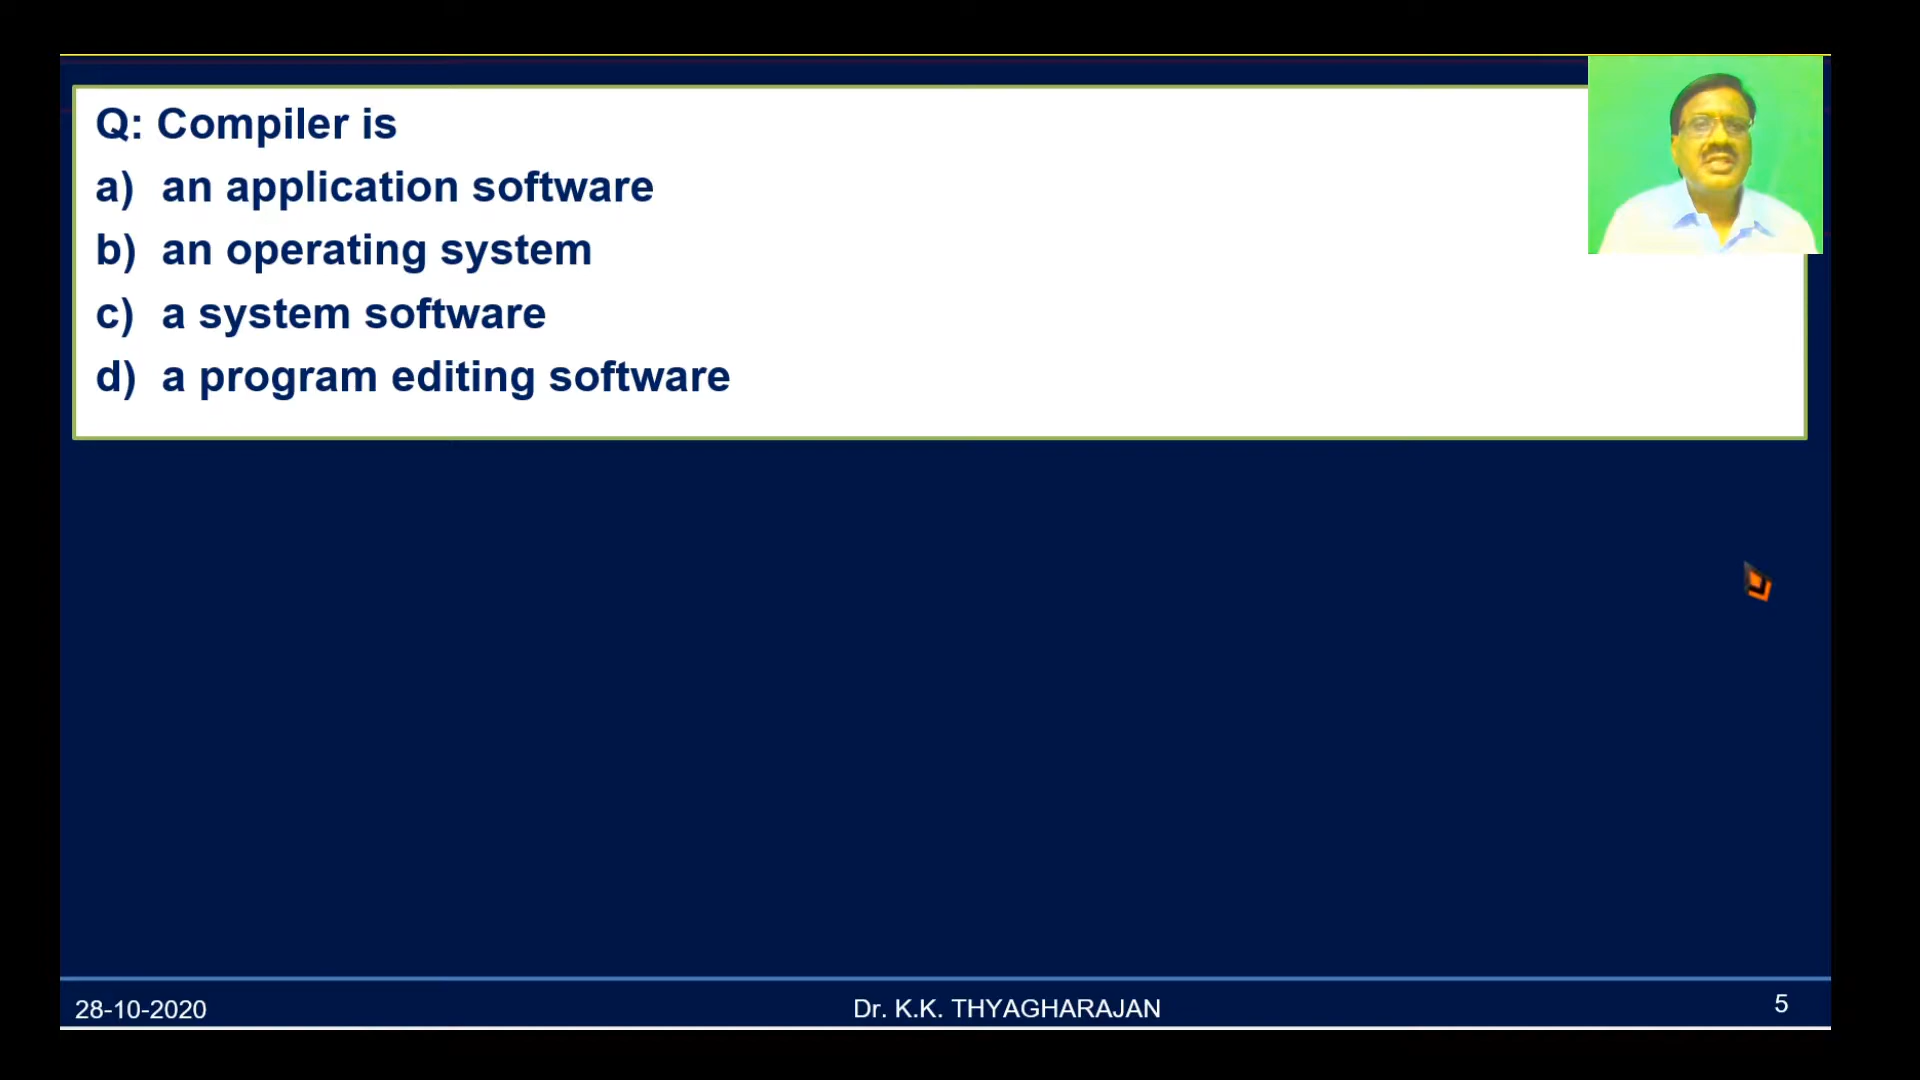 Q: Compiler is
a) an application software
b) an operating system
c) a system software
d) a program editing software
28-10-2020
Dr. K.K. THYAGHARAJAN
5